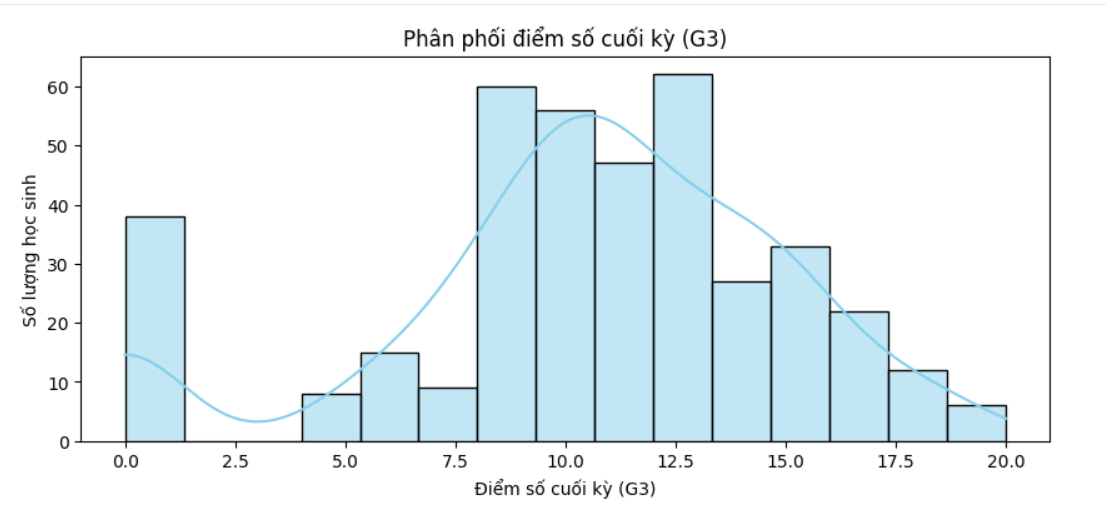 Phân phối điểm số cuối kỳ (G3)
Số lượng học sinh
60
50
40
30
20
10
0
0.0 2.5 5.0 7.5 10.0 12.5 15.0 17.5 20.0
Điểm số cuối kỳ (G3)